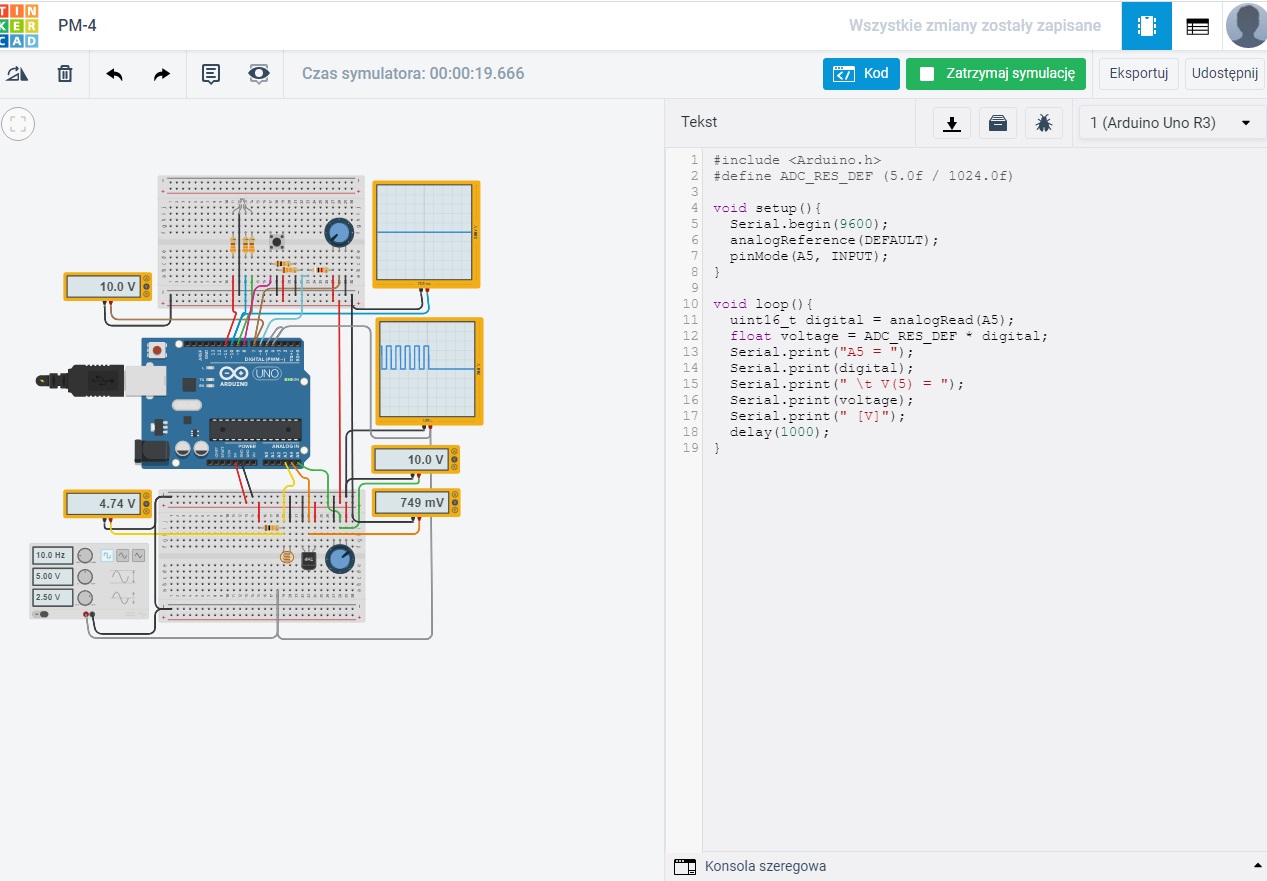 TIN
KER
CAD
PM-4
Wszystkie zmiany zostały zapisane
Czas symulatora: 00:00:19.666
Kod
Zatrzymaj symulację
Eksportuj
Udostępnij
Tekst
1 (Arduino Uno R3)
10.0 V
DIGITAL (PWM~)
UNO
ARDUINO
POWER
ANALOG IN
10.0 V
4.74 V
749 mV
10.0 Hz
5.00 V
2.50 V
1 #include <Arduino.h>
2 #define ADC_RES_DEF (5.0f / 1024.0f)
3
4 void setup(){
5 Serial.begin(9600);
6 analogReference(DEFAULT);
7 pinMode(A5, INPUT);
8 }
9
10 void loop(){
11 uint16_t digital = analogRead(A5);
12 float voltage = ADC_RES_DEF * digital;
13 Serial.print("A5 = ");
14 Serial.print(digital);
15 Serial.print(" \t V(5) = ");
16 Serial.print(voltage);
17 Serial.print(" [V]");
18 delay(1000);
19 }
Konsola szeregowa